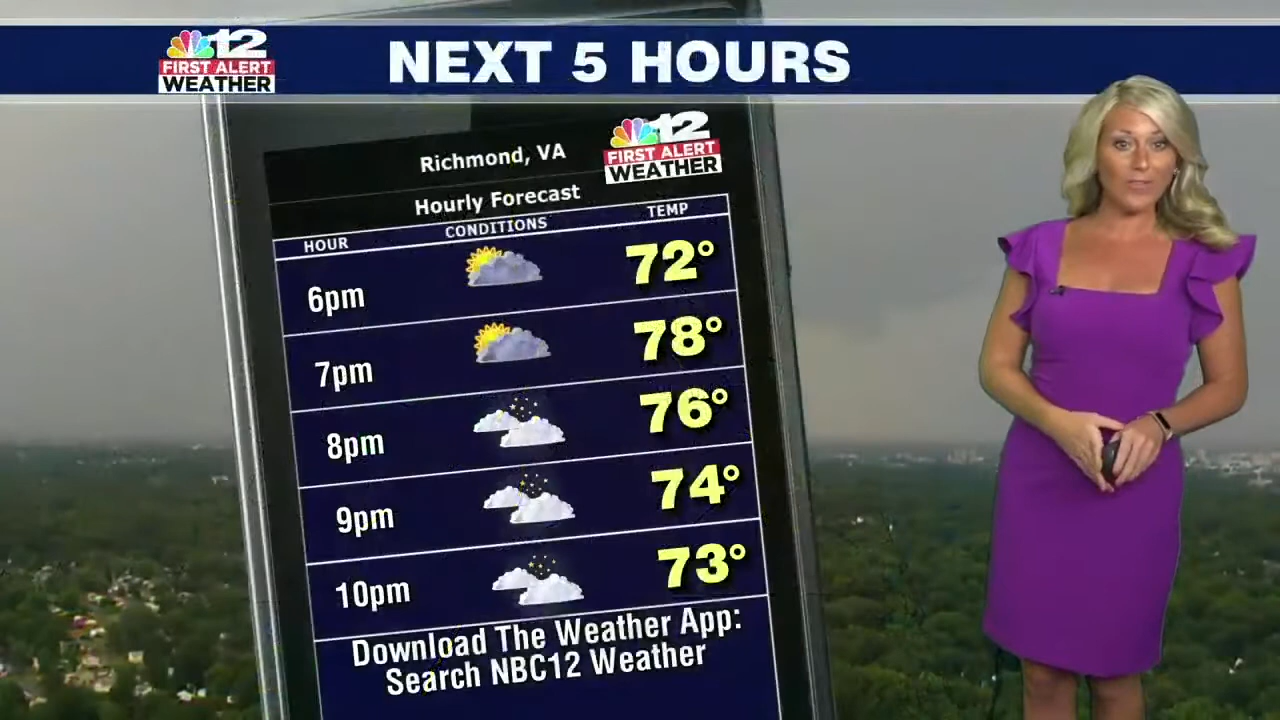 12
FIRST ALERT
WEATHER
NEXT 5 HOURS
12
FIRST ALERT
WEATHER
Richmond, VA
Hourly Forecast
HOUR CONDITIONS TEMP
6pm 72°
7pm 78°
8pm 76°
9pm 74°
10pm 73°
Download The Weather App:
Search NBC12 Weather